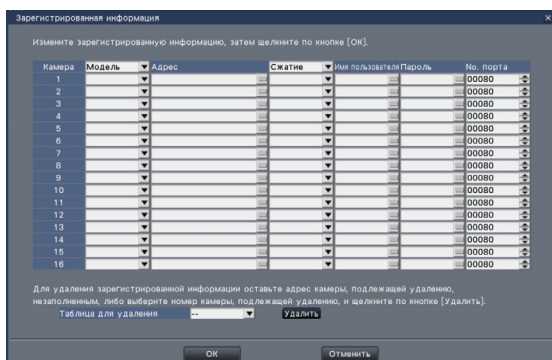 Зарегистрированная информация
Измените зарегистрированную информацию, затем щелкните по кнопке [ОК].
Камера Модель Адрес Сжатие Имя пользователя Пароль No. порта
1 00080
2 00080
3 00080
4 00080
5 00080
6 00080
7 00080
8 00080
9 00080
10 00080
11 00080
12 00080
13 00080
14 00080
15 00080
16 00080
Для удаления зарегистрированной информации оставьте адрес камеры, подлежащей удалению,
незаполненным, либо выберите номер камеры, подлежащей удалению, и щелкните по кнопке [Удалить].
Таблица для удаления -- Удалить
ОК Отменить